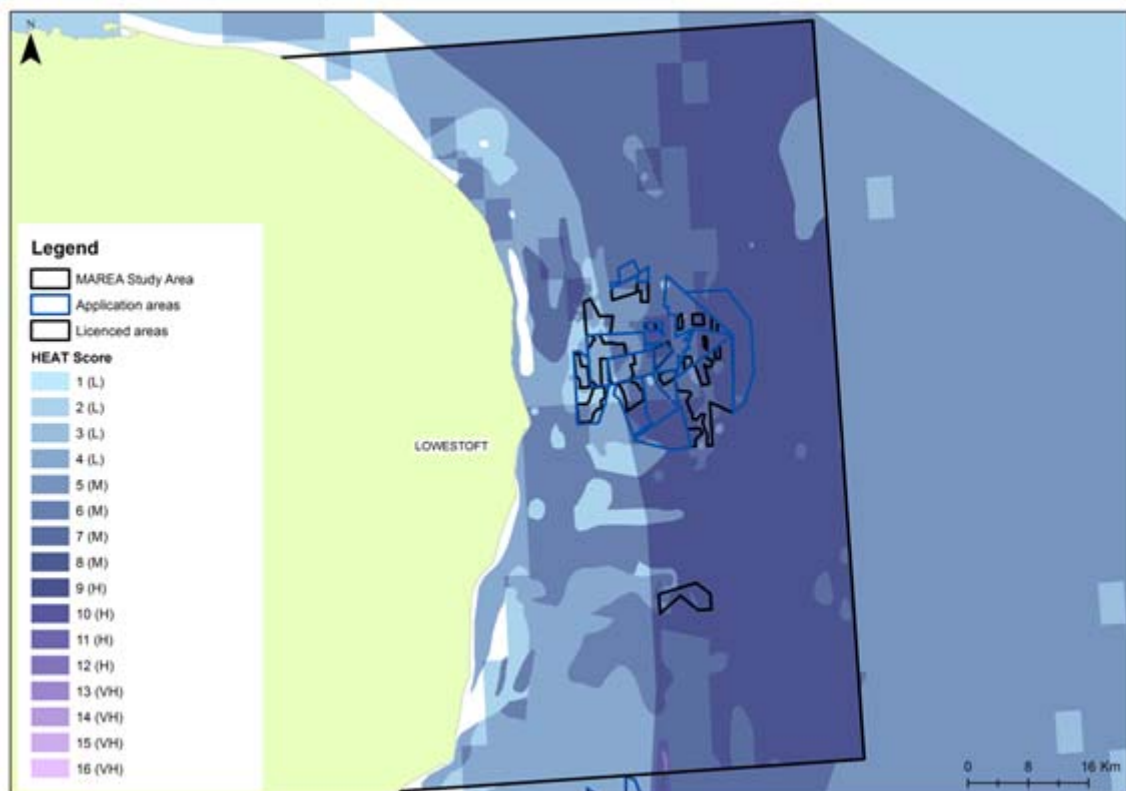 N
LOWESTOFT
Legend
MAREA Study Area
Application areas
Licenced areas
HEAT Score
1 (L)
2 (L)
3 (L)
4 (L)
5 (M)
6 (M)
7 (M)
8 (M)
9 (H)
10 (H)
11 (H)
12 (H)
13 (VH)
14 (VH)
15 (VH)
16 (VH)
0 8 16 Km